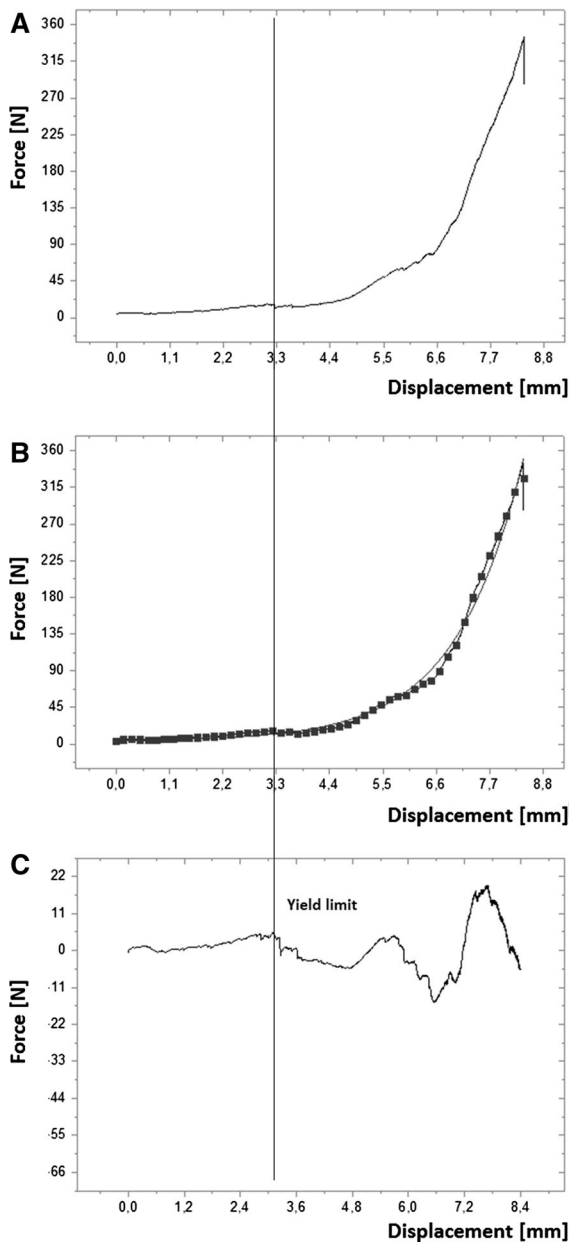 A
Force [N]
360
315
270
225
180
135
90
45
0
0,0 1,1 2,2 3,3 4,4 5,5 6,6 7,7 8,8
Displacement [mm]
B
Force [N]
360
315
270
225
180
135
90
45
0
0,0 1,1 2,2 3,3 4,4 5,5 6,6 7,7 8,8
Displacement [mm]
C
Force [N]
22
11
0
-11
-22
-33
-44
-55
-66
Yield limit
0,0 1,2 2,4 3,6 4,8 6,0 7,2 8,4
Displacement [mm]